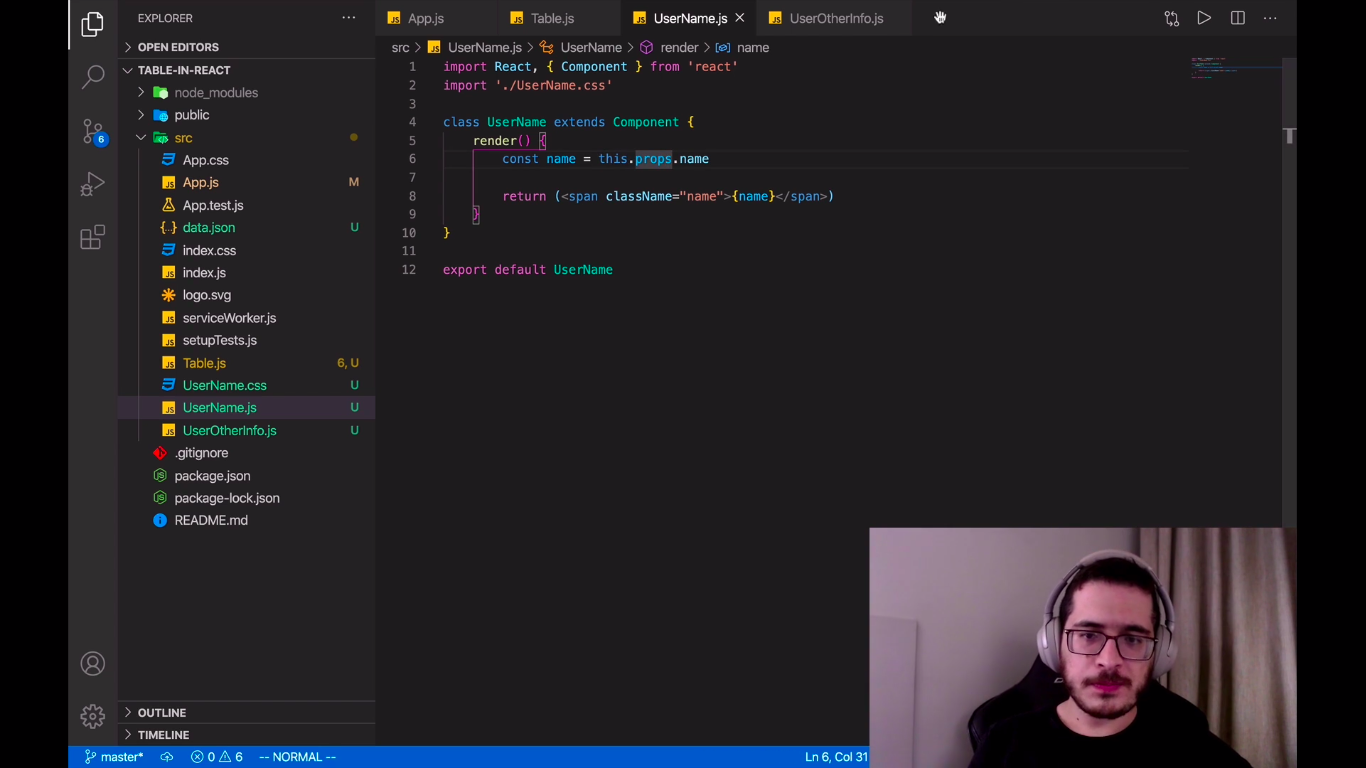 EXPLORER
OPEN EDITORS
TABLE-IN-REACT
node_modules
public
src
App.css
App.js M
App.test.js
{..} data.json U
index.css
index.js
logo.svg
serviceWorker.js
setupTests.js
Table.js 6, U
UserName.css U
UserName.js U
UserOtherInfo.js U
.gitignore
package.json
package-lock.json
README.md
OUTLINE
TIMELINE
App.js Table.js UserName.js UserOtherInfo.js
src > UserName.js > UserName > render > name
1 import React, { Component } from 'react'
2 import './UserName.css'
3
4 class UserName extends Component {
5 render() {
6 const name = this.props.name
7
8 return (<span className="name">{name}</span>)
9 }
10 }
11
12 export default UserName
6
master* 0 6 -- NORMAL -- Ln 6, Col 31